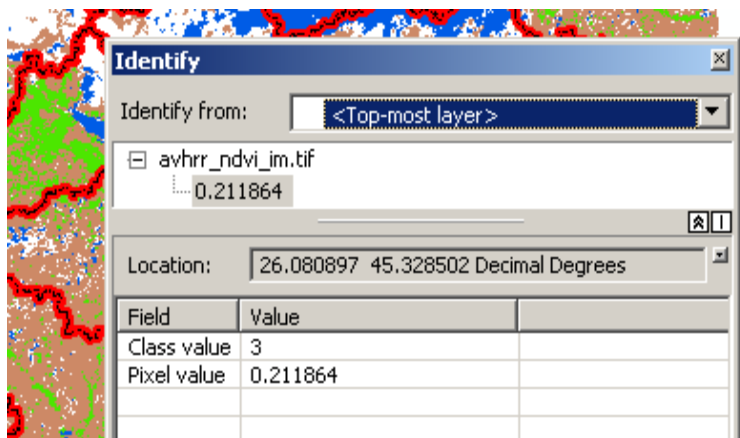 Identify
Identify from: <Top-most layer>
avhrr_ndvi_im.tif
0.211864
Location: 26.080897 45.328502 Decimal Degrees
Field Value
Class value 3
Pixel value 0.211864